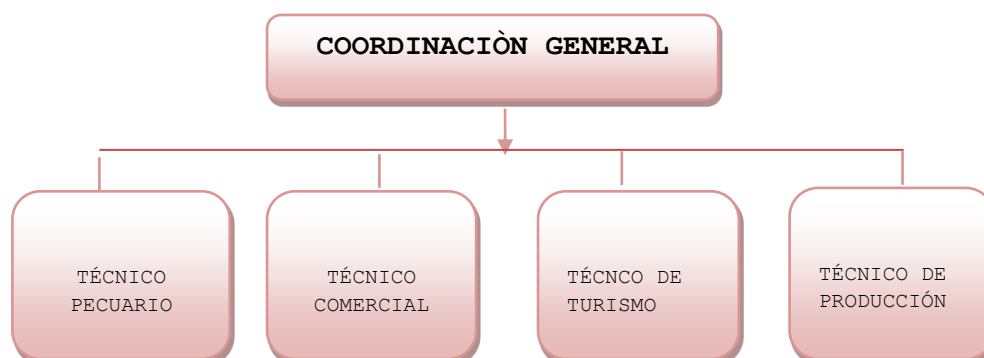 COORDINACIÒN GENERAL
TÉCNICO
PECUARIO
TÉCNICO
COMERCIAL
TÉCNCO DE
TURISMO
TÉCNICO DE
PRODUCCIÓN